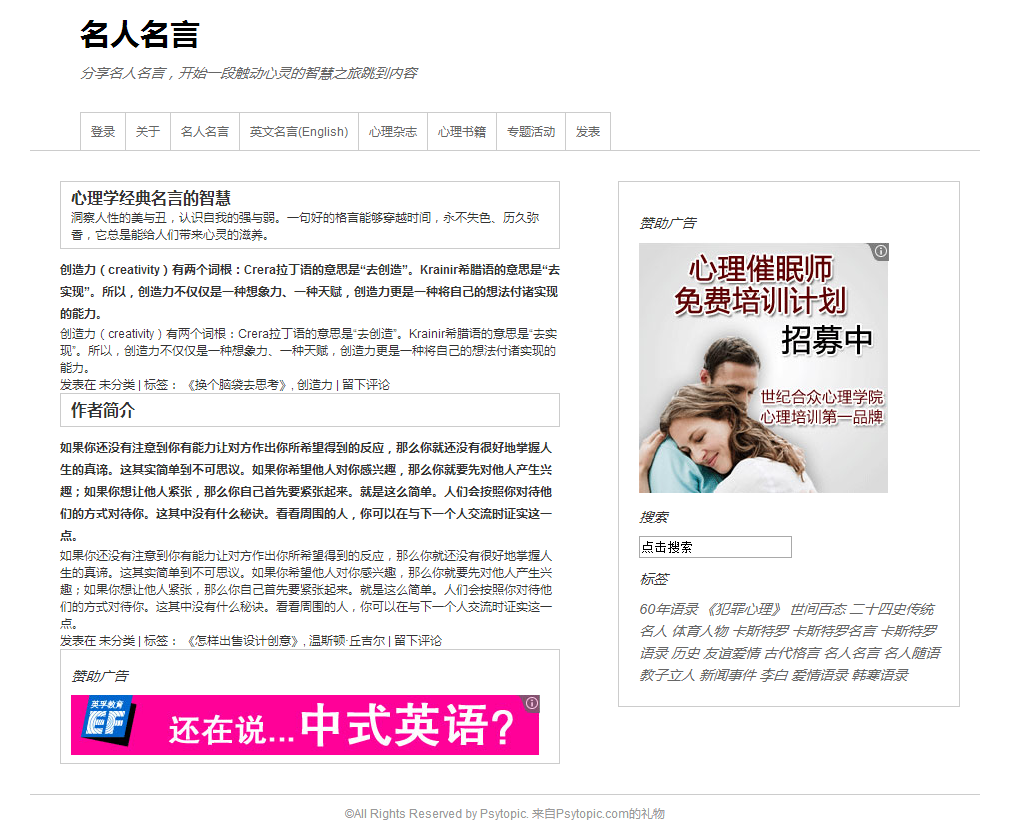 名人名言
分享名人名言，开始一段触动心灵的智慧之旅跳到内容
登录 关于 名人名言 英文名言(English) 心理杂志 心理书籍 专题活动 发表
心理学经典名言的智慧
洞察人性的美与丑，认识自我的强与弱。一句好的格言能够穿越时间，永不失色、历久弥
香，它总是能给人们带来心灵的滋养。
创造力（creativity）有两个词根：Crera拉丁语的意思是“去创造”。Krainir希腊语的意思是“去
实现”。所以，创造力不仅仅是一种想象力、一种天赋，创造力更是一种将自己的想法付诸实现
的能力。
创造力（creativity）有两个词根：Crera拉丁语的意思是“去创造”。Krainir希腊语的意思是“去实
现”。所以，创造力不仅仅是一种想象力、一种天赋，创造力更是一种将自己的想法付诸实现的
能力。
发表在 未分类 | 标签： 《换个脑袋去思考》, 创造力 | 留下评论
作者简介
如果你还没有注意到你有能力让对方作出你所希望得到的反应，那么你就还没有很好地掌握人
生的真谛。这其实简单到不可思议。如果你希望他人对你感兴趣，那么你就要先对他人产生兴
趣；如果你想让他人紧张，那么你自己首先要紧张起来。就是这么简单。人们会按照你对待他
们的方式对待你。这其中没有什么秘诀。看看周围的人，你可以在与下一个人交流时证实这一
点。
如果你还没有注意到你有能力让对方作出你所希望得到的反应，那么你就还没有很好地掌握人
生的真谛。这其实简单到不可思议。如果你希望他人对你感兴趣，那么你就要先对他人产生兴
趣；如果你想让他人紧张，那么你自己首先要紧张起来。就是这么简单。人们会按照你对待他
们的方式对待你。这其中没有什么秘诀。看看周围的人，你可以在与下一个人交流时证实这一
点。
发表在 未分类 | 标签： 《怎样出售设计创意》, 温斯顿·丘吉尔 | 留下评论
赞助广告
英孚教育
EF
还在说...中式英语?
赞助广告
心理催眠师
免费培训计划
招募中
世纪合众心理学院
心理培训第一品牌
搜索
点击搜索
标签
60年语录 《犯罪心理》 世间百态 二十四史传统
名人 体育人物 卡斯特罗 卡斯特罗名言 卡斯特罗
语录 历史 友谊爱情 古代格言 名人名言 名人随语
教子立人 新闻事件 李白 爱情语录 韩寒语录
©All Rights Reserved by Psytopic. 来自Psytopic.com的礼物